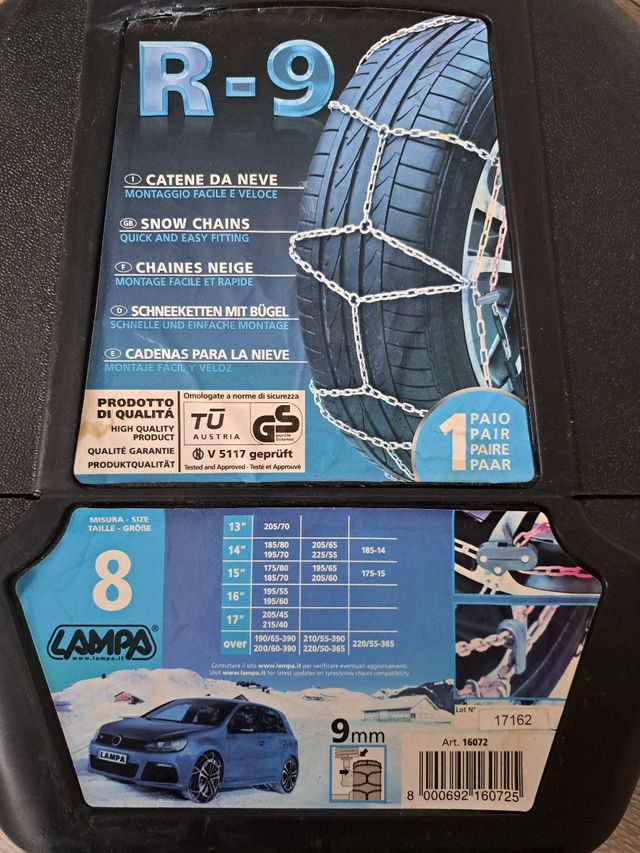 R-9
I CATENE DA NEVE
MONTAGGIO FACILE E VELOCE
GB SNOW CHAINS
QUICK AND EASY FITTING
F CHAINES NEIGE
MONTAGE FACILE ET RAPIDE
D SCHNEEKETTEN MIT BÜGEL
SCHNELLE UND EINFACHE MONTAGE
E CADENAS PARA LA NIEVE
MONTAJE FACIL Y VELOZ
PRODOTTO
DI QUALITÁ
HIGH QUALITY
PRODUCT
QUALITÉ GARANTIE
PRODUKTQUALITÄT
Omologate a norme di sicurezza
TÜ
AUSTRIA
GS
geprüfte
Sicherheit
N V 5117 geprüft
Tested and Approved - Testé et Approuvé
1 PAIO
PAIR
PAIRE
PAAR
MISURA - SIZE
TAILLE - GRÖßE
8
LAMPA®
www.lampa.it
13" 205/70
14" 185/80 205/65 185-14
195/70 225/55
15" 175/80 195/65 175-15
185/70 205/60
16" 195/55
195/60
17" 205/45
215/40
over 190/65-390 210/55-390 220/55-365
200/60-390 220/50-365
Consultare il sito www.lampa.it per verificare eventuali aggiornamenti.
Visit www.lampa.it for latest updates on tyres/snow chains compatibility.
LAMPA
9mm
Lot N° 17162
Art. 16072
8 000692 160725